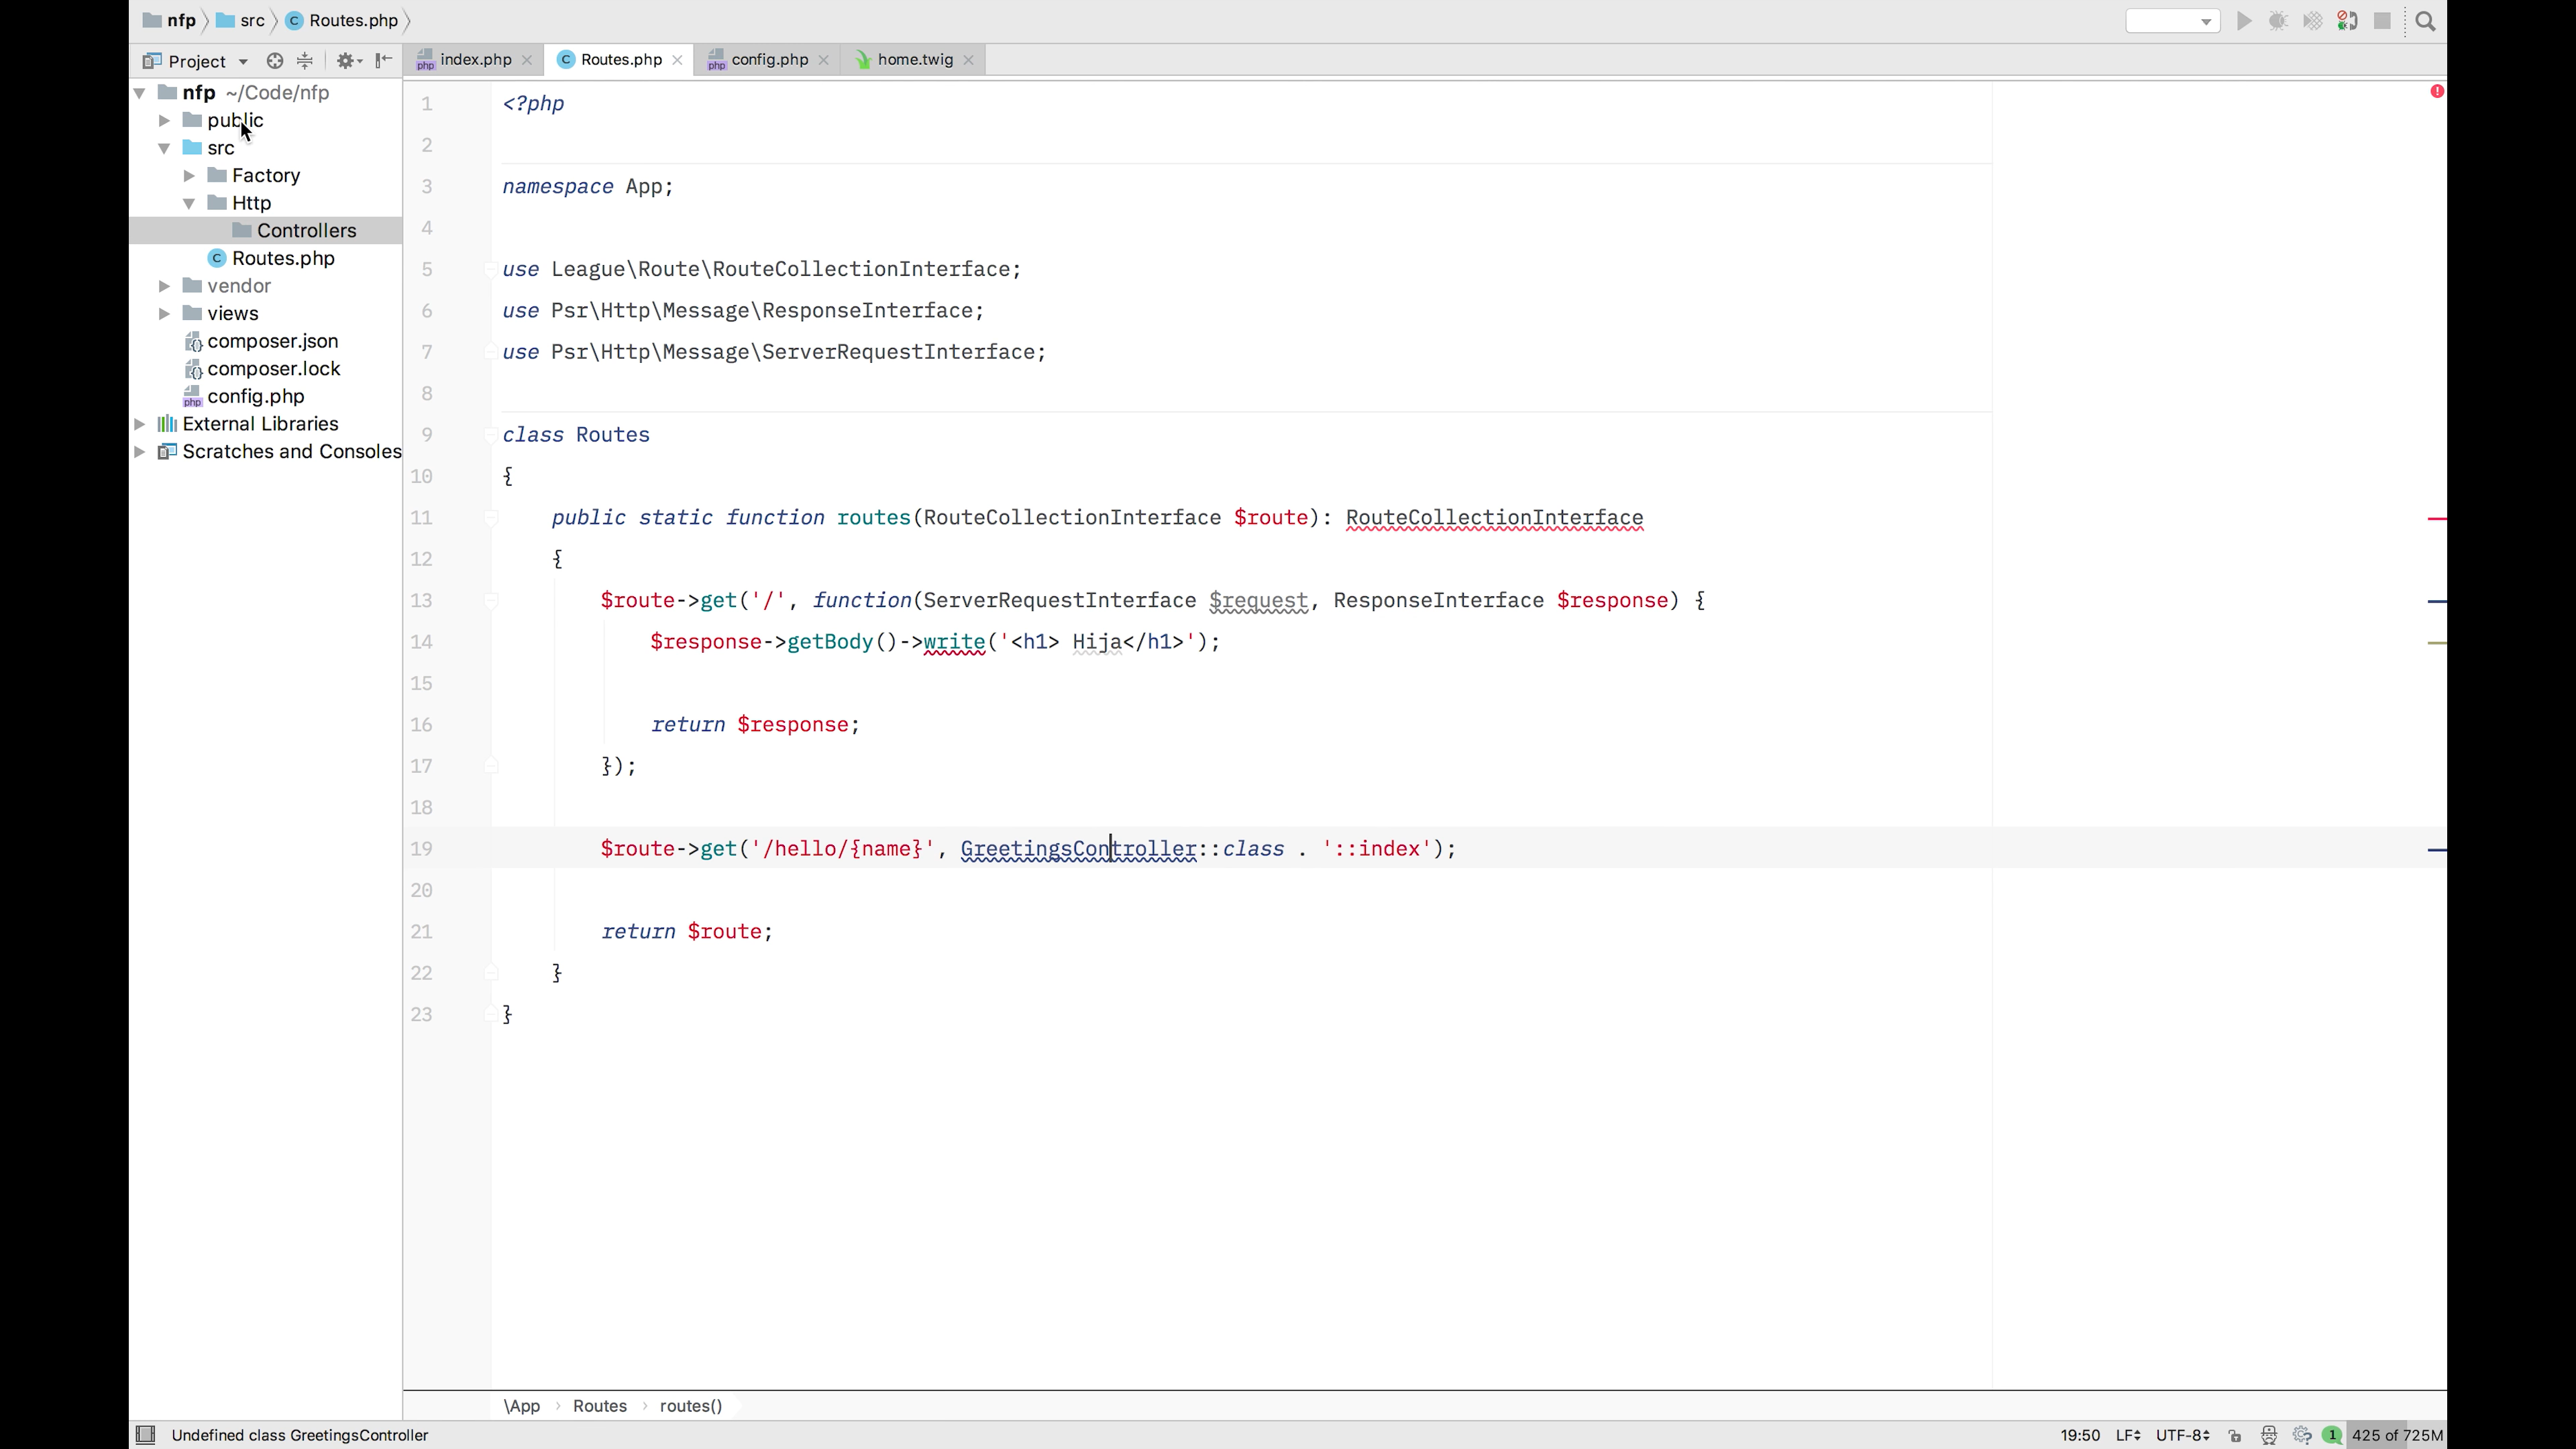 nfp src Routes.php
Project
index.php Routes.php config.php home.twig
nfp ~/Code/nfp
public
src
Factory
Http
Controllers
Routes.php
vendor
views
composer.json
composer.lock
config.php
External Libraries
Scratches and Consoles
1 <?php
2
3 namespace App;
4
5 use League\Route\RouteCollectionInterface;
6 use Psr\Http\Message\ResponseInterface;
7 use Psr\Http\Message\ServerRequestInterface;
8
9 class Routes
10 {
11 public static function routes(RouteCollectionInterface $route): RouteCollectionInterface
12 {
13 $route->get('/', function(ServerRequestInterface $request, ResponseInterface $response) {
14 $response->getBody()->write('<h1> Hija</h1>');
15
16 return $response;
17 });
18
19 $route->get('/hello/{name}', GreetingsController::class . '::index');
20
21 return $route;
22 }
23 }
\App Routes routes()
Undefined class GreetingsController 19:50 LF UTF-8 1 425 of 725M